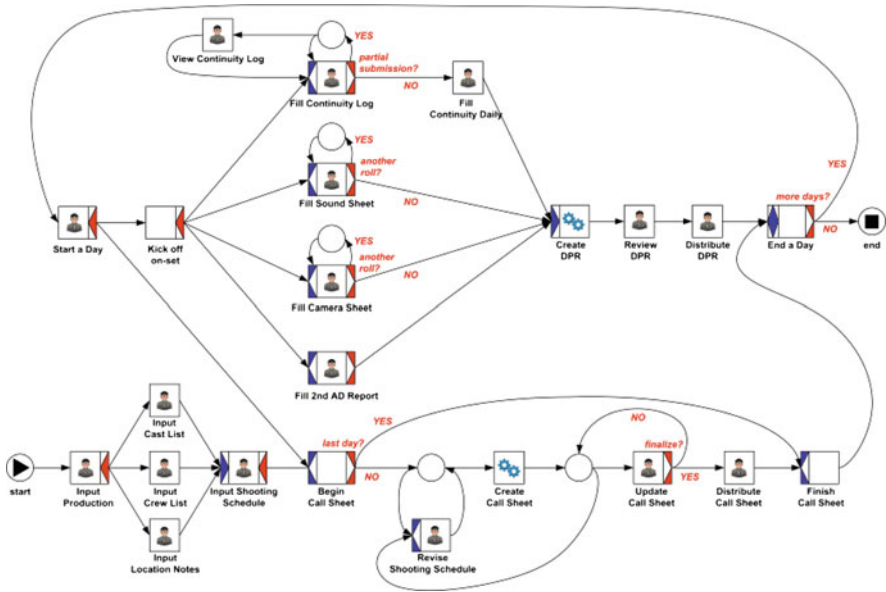 YES
View Continuity Log
partial
submission?
NO
Fill Continuity Log
Fill
Continuity Daily
YES
another
roll?
NO
Fill Sound Sheet
YES
more days?
NO
Start a Day
Kick off
on-set
Create
DPR
Review
DPR
Distribute
DPR
End a Day
end
YES
another
roll?
NO
Fill Camera Sheet
Fill 2nd AD Report
Input
Cast List
YES
last day?
NO
NO
finalize?
YES
start
Input
Production
Input
Crew List
Input Shooting
Schedule
Begin
Call Sheet
Create
Call Sheet
Update
Call Sheet
Distribute
Call Sheet
Finish
Call Sheet
Input
Location Notes
Revise
Shooting Schedule